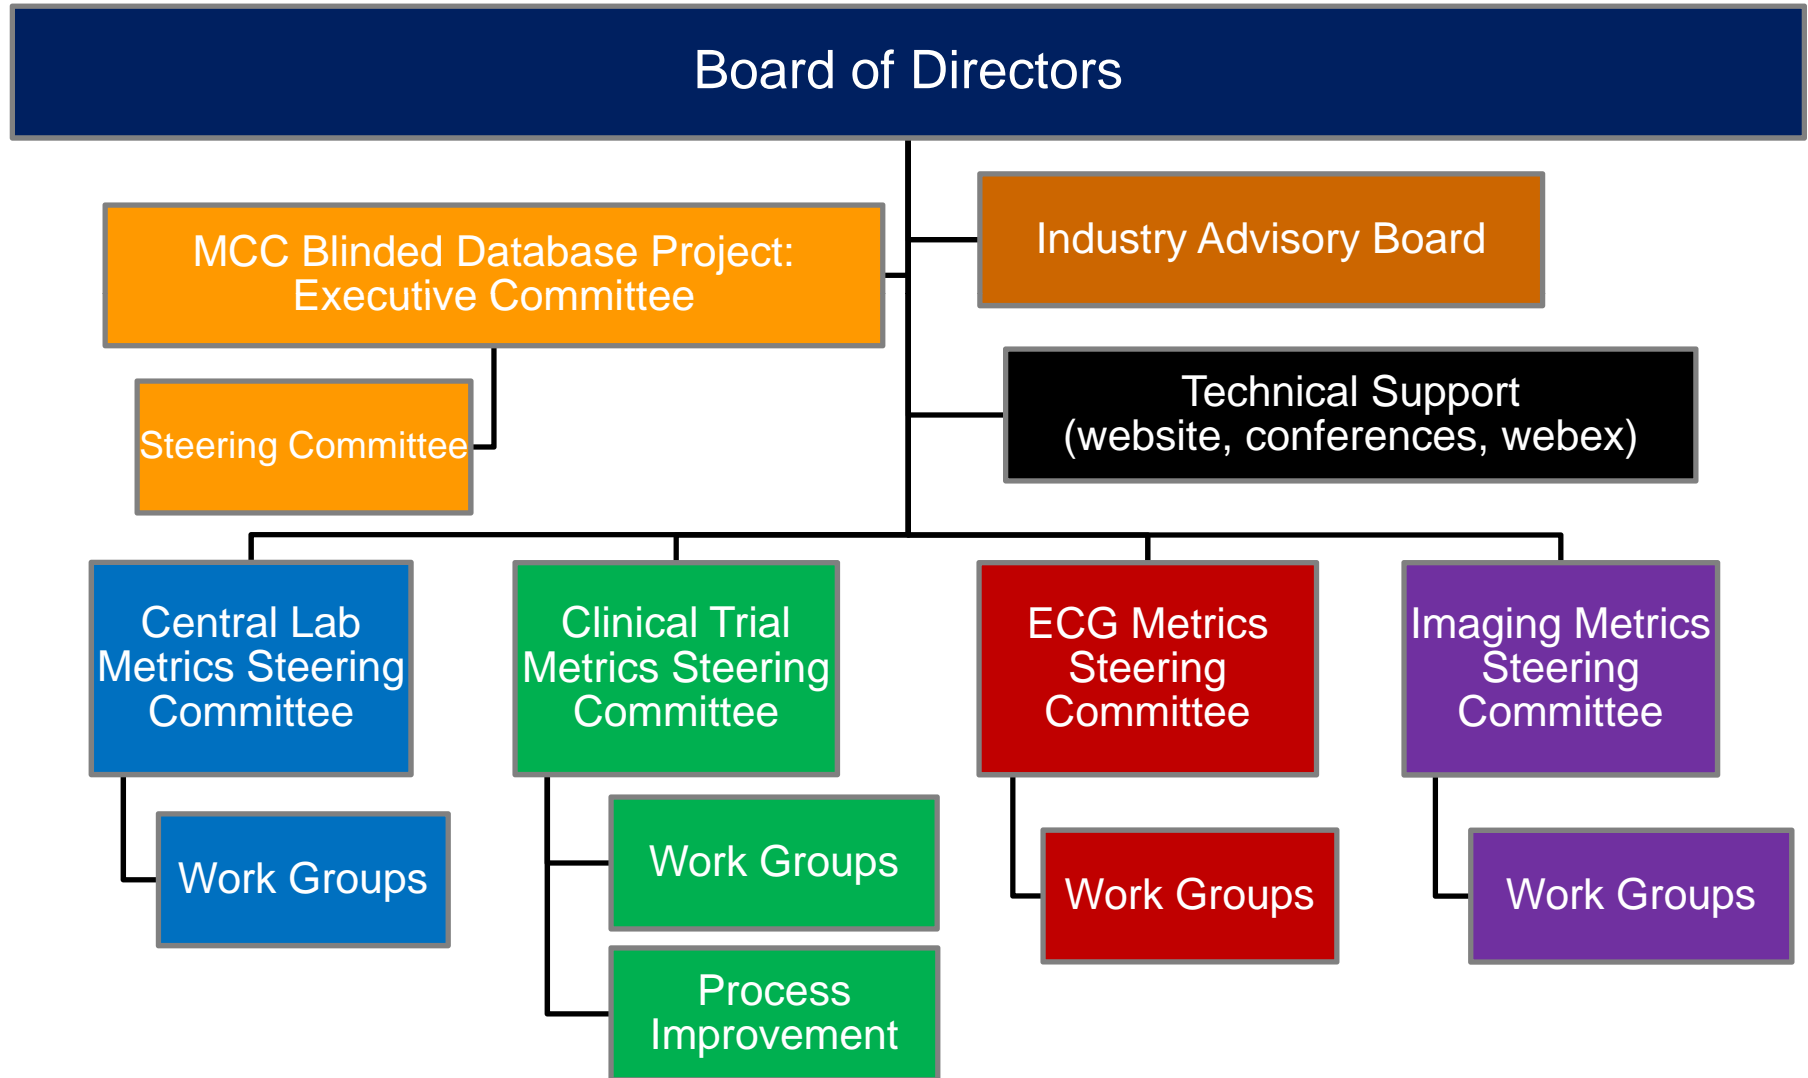 Board of Directors
MCC Blinded Database Project:
Executive Committee
Industry Advisory Board
Technical Support
(website, conferences, webex)
Steering Committee
Central Lab
Metrics Steering
Committee
Clinical Trial
Metrics Steering
Committee
ECG Metrics
Steering
Committee
Imaging Metrics
Steering
Committee
Work Groups
Work Groups
Work Groups
Work Groups
Process
Improvement